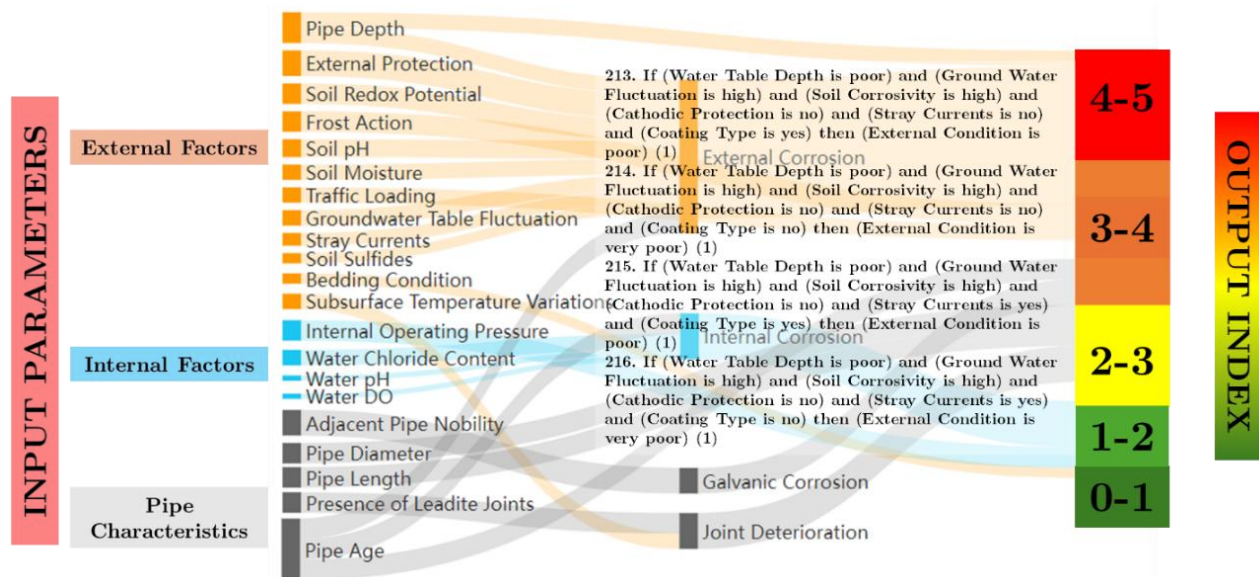 INPUT PARAMETERS
External Factors
Internal Factors
Pipe
Characteristics
Pipe Depth
External Protection
Soil Redox Potential
Frost Action
Soil pH
Soil Moisture
Traffic Loading
Groundwater Table Fluctuation
Stray Currents
Soil Sulfides
Bedding Condition
Subsurface Temperature Variations
Internal Operating Pressure
Water Chloride Content
Water pH
Water DO
Adjacent Pipe Nobility
Pipe Diameter
Pipe Length
Presence of Leadite Joints
Pipe Age
213. If (Water Table Depth is poor) and (Ground Water
Fluctuation is high) and (Soil Corrosivity is high) and
(Cathodic Protection is no) and (Stray Currents is no)
and (Coating Type is yes) then (External Condition is
poor) (1)
External Corrosion
214. If (Water Table Depth is poor) and (Ground Water
Fluctuation is high) and (Soil Corrosivity is high) and
(Cathodic Protection is no) and (Stray Currents is no)
and (Coating Type is no) then (External Condition is
very poor) (1)
215. If (Water Table Depth is poor) and (Ground Water
Fluctuation is high) and (Soil Corrosivity is high) and
(Cathodic Protection is no) and (Stray Currents is yes)
and (Coating Type is yes) then (External Condition is
poor) (1)
Internal Corrosion
216. If (Water Table Depth is poor) and (Ground Water
Fluctuation is high) and (Soil Corrosivity is high) and
(Cathodic Protection is no) and (Stray Currents is yes)
and (Coating Type is no) then (External Condition is
very poor) (1)
Galvanic Corrosion
Joint Deterioration
4-5
3-4
2-3
1-2
0-1
OUTPUT INDEX